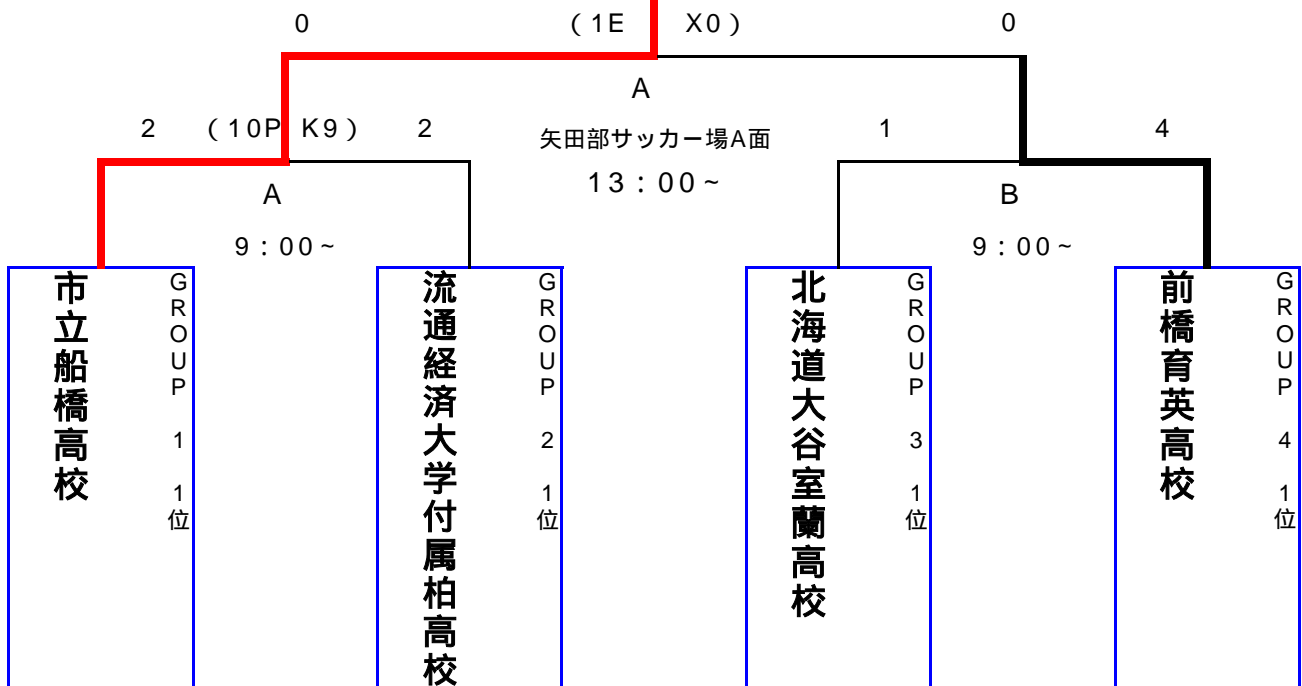 0 (1E X0) 0
A
2 (10P K9) 2
矢田部サッカー場A面
1 4
13:00~
A
B
9:00~
9:00~
市立船橋高校
GROUP 1 1位
流通経済大学付属柏高校
GROUP 2 1位
北海道大谷室蘭高校
GROUP 3 1位
前橋育英高校
GROUP 4 1位